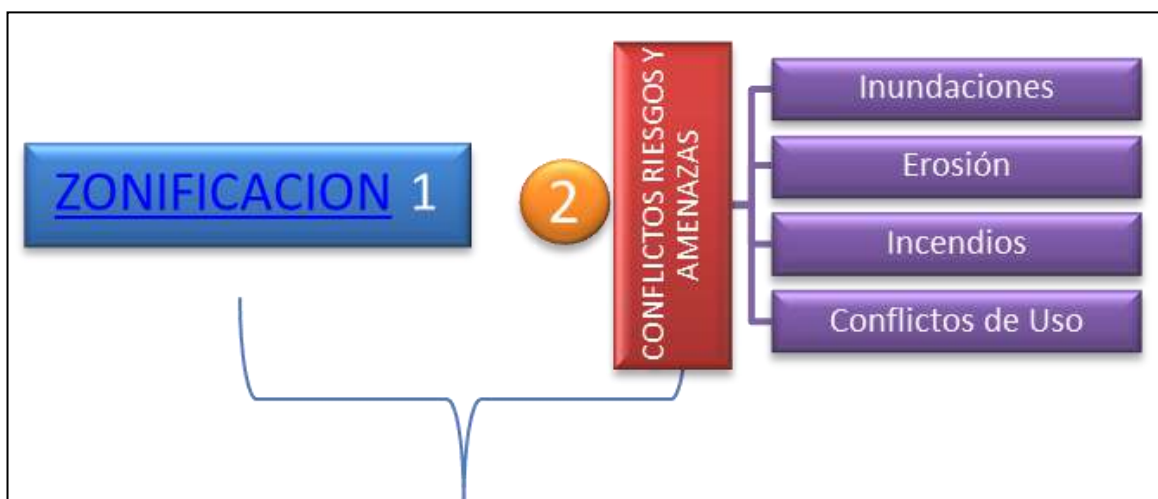 ZONIFICACION 1
2
CONFLICTOS RIESGOS Y
AMENAZAS
Inundaciones
Erosión
Incendios
Conflictos de Uso